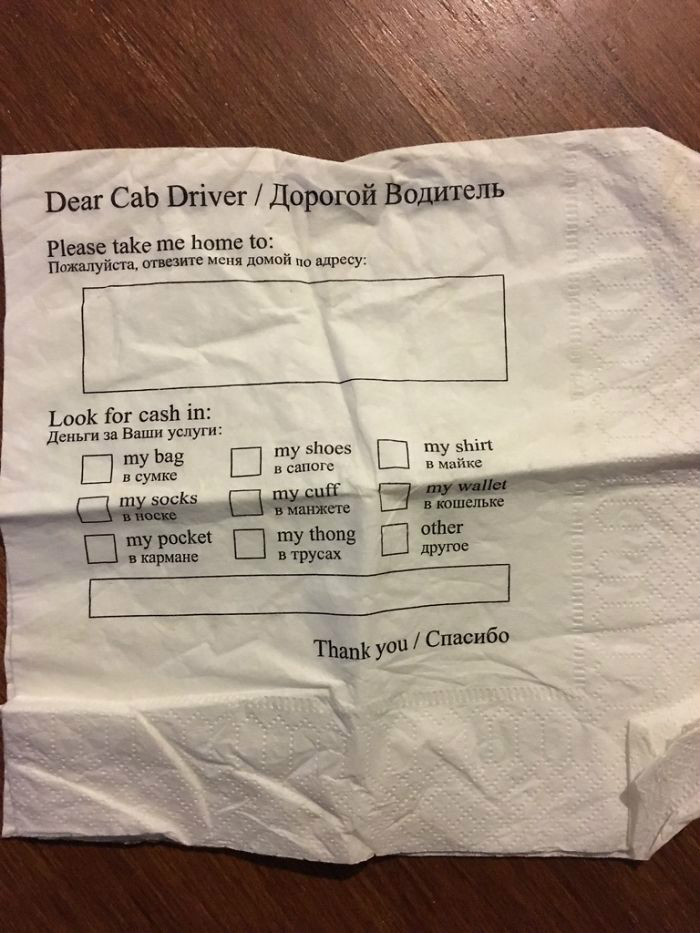 Dear Cab Driver / Дорогой Водитель
Please take me home to:
Пожалуйста, отвезите меня домой по адресу:
Look for cash in:
Деньги за Ваши услуги:
my bag my shoes my shirt
в сумке в сапоге в майке
my socks my cuff my wallet
в носке в манжете в кошельке
my pocket my thong other
в кармане в трусах другое
Thank you / Спасибо